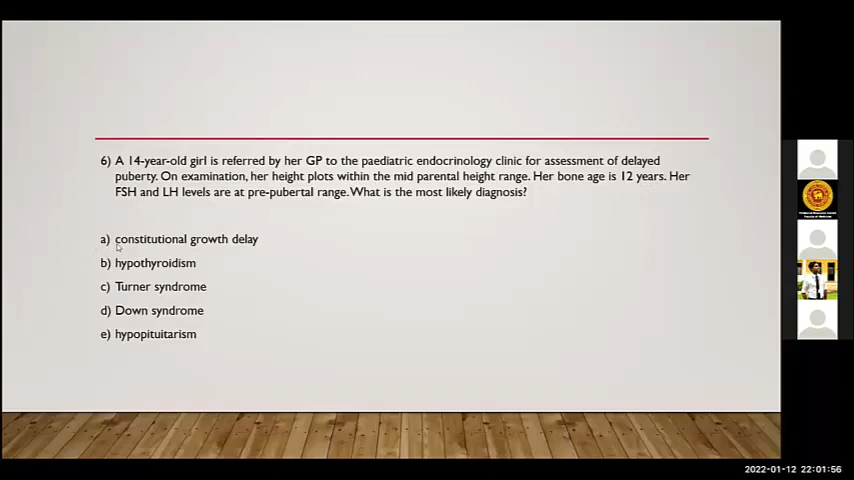 6) A 14-year-old girl is referred by her GP to the paediatric endocrinology clinic for assessment of delayed
puberty. On examination, her height plots within the mid parental height range. Her bone age is 12 years. Her
FSH and LH levels are at pre-pubertal range. What is the most likely diagnosis?
a) constitutional growth delay
b) hypothyroidism
c) Turner syndrome
d) Down syndrome
e) hypopituitarism
2022-01-12 22:01:56